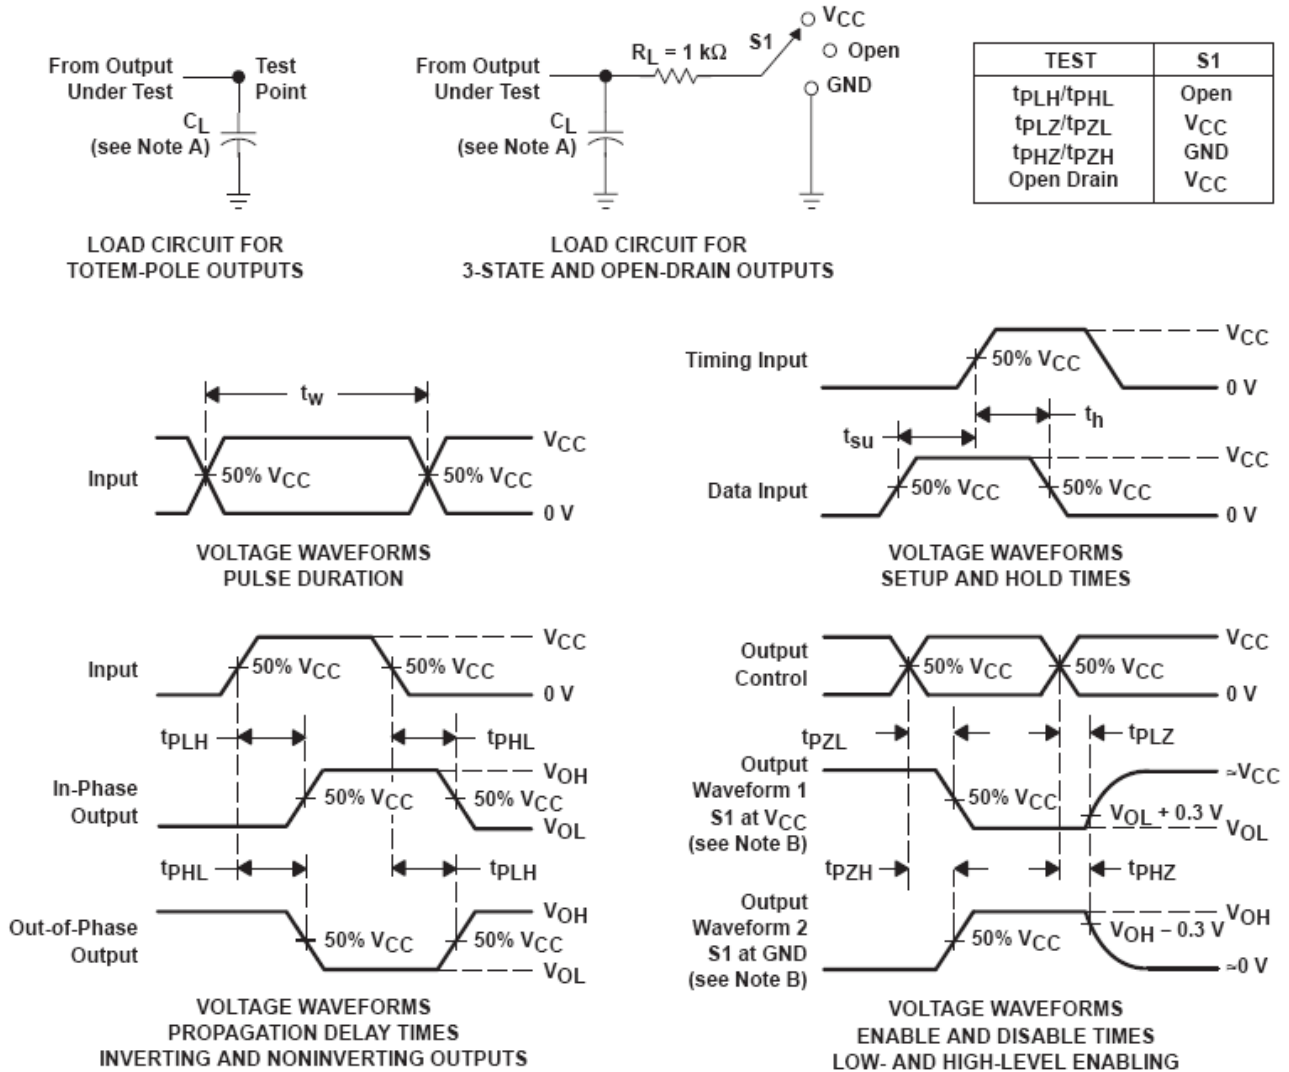 From Output
Under Test
Test
Point
CL
(see Note A)
LOAD CIRCUIT FOR
TOTEM-POLE OUTPUTS
From Output
Under Test
RL = 1 kΩ
S1
VCC
Open
GND
CL
(see Note A)
LOAD CIRCUIT FOR
3-STATE AND OPEN-DRAIN OUTPUTS
TEST S1
tPLH/tPHL Open
tPLZ/tPZL VCC
tPHZ/tPZH GND
Open Drain VCC
tw
Input
50% VCC
50% VCC
VCC
0 V
VOLTAGE WAVEFORMS
PULSE DURATION
Timing Input
50% VCC
VCC
0 V
tsu
th
Data Input
50% VCC
50% VCC
VCC
0 V
VOLTAGE WAVEFORMS
SETUP AND HOLD TIMES
Input
50% VCC
50% VCC
VCC
0 V
tPLH
tPHL
In-Phase
Output
50% VCC
50% VCC
VOH
VOL
tPHL
tPLH
Out-of-Phase
Output
50% VCC
50% VCC
VOH
VOL
VOLTAGE WAVEFORMS
PROPAGATION DELAY TIMES
INVERTING AND NONINVERTING OUTPUTS
Output
Control
50% VCC
50% VCC
VCC
0 V
tPZL
tPLZ
Output
Waveform 1
S1 at VCC
(see Note B)
50% VCC
VOL + 0.3 V
≈VCC
VOL
tPZH
tPHZ
Output
Waveform 2
S1 at GND
(see Note B)
50% VCC
VOH − 0.3 V
VOH
≈0 V
VOLTAGE WAVEFORMS
ENABLE AND DISABLE TIMES
LOW- AND HIGH-LEVEL ENABLING